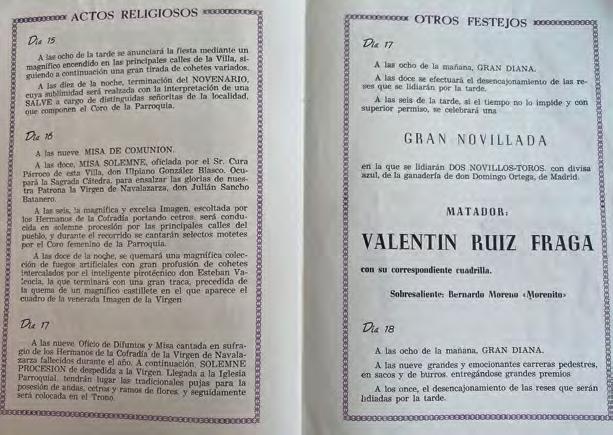 ACTOS RELIGIOSOS
Día 15
A las ocho de la tarde se anunciará la fiesta mediante un
magnífico encendido en las principales calles de la Villa, si-
guiendo a continuación una gran tirada de cohetes variados.
A las diez de la noche, terminación del NOVENARIO,
cuya sublimidad será realzada con la interpretación de una
SALVE a cargo de distinguidas señoritas de la localidad,
que componen el Coro de la Parroquia.
Día 16
A las nueve, MISA DE COMUNION.
A las doce, MISA SOLEMNE, oficiada por el Sr. Cura
Párroco de esta Villa, don Ulpiano González Blasco. Ocu-
pará la Sagrada Cátedra, para ensalzar las glorias de nues-
tra Patrona la Virgen de Navalazarza, don Julián Sancho
Batanero.
A las seis, la magnífica y excelsa Imagen, escoltada por
los Hermanos de la Cofradía portando cetros, será condu-
cida en solemne procesión por las principales calles del
pueblo, y durante el recorrido se cantarán selectos motetes
por el Coro femenino de la Parroquia.
A las doce de la noche, se quemará una magnífica colec-
ción de fuegos artificiales con gran profusión de cohetes
intercalados por el inteligente pirotécnico don Esteban Va-
lencia, la que terminará con una gran traca, precedida de
la quema de un magnífico castillete en el que aparece el
cuadro de la venerada Imagen de la Virgen
Día 17
A las nueve Oficio de Difuntos y Misa cantada en sufra-
gio de los Hermanos de la Cofradía de la Virgen de Navala-
zarza fallecidos durante el año. A continuación, SOLEMNE
PROCESION de despedida a la Virgen. Llegada a la Iglesia
Parroquial, tendrán lugar las tradicionales pujas para la
posesión de andas, cetros y ramos de flores, y seguidamente
será colocada en el Trono.
OTROS FESTEJOS
Día 17
A las ocho de la mañana, GRAN DIANA.
A las doce se efectuará el desencajonamiento de las re-
ses que se lidiarán por la tarde.
A las seis de la tarde, si el tiempo no lo impide y con
superior permiso, se celebrará una
GRAN NOVILLADA
en la que se lidiarán DOS NOVILLOS-TOROS, con divisa
azul, de la ganadería de don Domingo Ortega, de Madrid.
MATADOR:
VALENTIN RUIZ FRAGA
con su correspondiente cuadrilla.
Sobresaliente: Bernardo Moreno «Morenito»
Día 18
A las ocho de la mañana, GRAN DIANA.
A las nueve grandes y emocionantes carreras pedestres,
en sacos y de burros, entregándose grandes premios
A los once, el desencajonamiento de las reses que serán
lidiadas por la tarde.